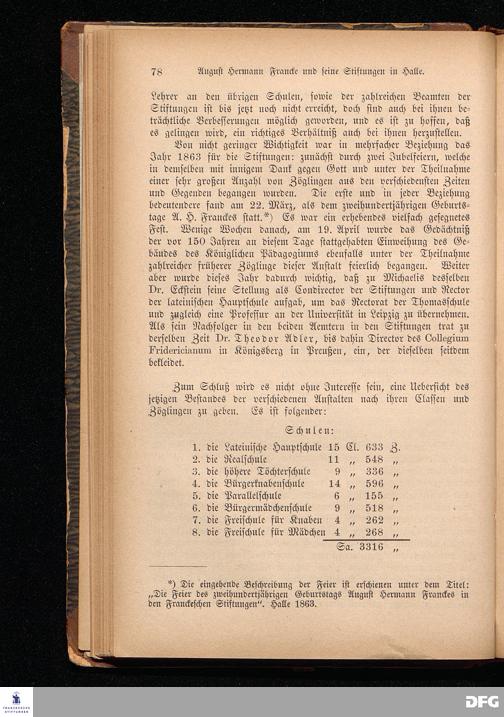 78 August Hermann Francke und seine Stiftungen in Halle.
Lehrer an den übrigen Schulen, sowie der zahlreichen Beamten der
Stiftungen ist bis jetzt noch nicht erreicht, doch sind auch bei ihnen be-
trächtliche Verbesserungen möglich geworden, und es ist zu hoffen, daß
es gelingen wird, ein richtiges Verhältniß auch bei ihnen herzustellen.
Von nicht geringer Wichtigkeit war in mehrfacher Beziehung das
Jahr 1863 für die Stiftungen: zunächst durch zwei Jubelfeiern, welche
in demselben mit innigem Dank gegen Gott und unter der Theilnahme
einer sehr großen Anzahl von Zöglingen aus den verschiedensten Zeiten
und Gegenden begangen wurden. Die erste und in jeder Beziehung
bedeutendere fand am 22. März, als dem zweihundertjährigen Geburts-
tage A. H. Franckes statt.*) Es war ein erhebendes vielfach gesegnetes
Fest. Wenige Wochen danach, am 19. April wurde das Gedächtniß
der vor 150 Jahren an diesem Tage stattgehabten Einweihung des Ge-
bäudes des Königlichen Pädagogiums ebenfalls unter der Theilnahme
zahlreicher früherer Zöglinge dieser Anstalt feierlich begangen. Weiter
aber wurde dieses Jahr dadurch wichtig, daß zu Michaelis desselben
Dr. Eckstein seine Stellung als Condirector der Stiftungen und Rector
der lateinischen Hauptschule aufgab, um das Rectorat der Thomasschule
und zugleich eine Professur an der Universität in Leipzig zu übernehmen.
Als sein Nachfolger in den beiden Aemtern in den Stiftungen trat zu
derselben Zeit Dr. Theodor Adler, bis dahin Director des Collegium
Fridericianum in Königsberg in Preußen, ein, der dieselben seitdem
bekleidet.
Zum Schluß wird es nicht ohne Interesse sein, eine Uebersicht des
jetzigen Bestandes der verschiedenen Anstalten nach ihren Classen und
Zöglingen zu geben. Es ist folgender:
Schulen:
1. die Lateinische Hauptschule 15 Cl. 633 Z.
2. die Realschule 11 „ 548 „
3. die höhere Töchterschule 9 „ 336 „
4. die Bürgerknabenschule 14 „ 596 „
5. die Parallelschule 6 „ 155 „
6. die Bürgermädchenschule 9 „ 518 „
7. die Freischule für Knaben 4 „ 262 „
8. die Freischule für Mädchen 4 „ 268 „
Sa. 3316 „
*) Die eingehende Beschreibung der Feier ist erschienen unter dem Titel:
„Die Feier des zweihundertjährigen Geburtstags August Hermann Franckes in
den Franckeschen Stiftungen“. Halle 1863.
FRANCKESCHE
STIFTUNGEN
DFG